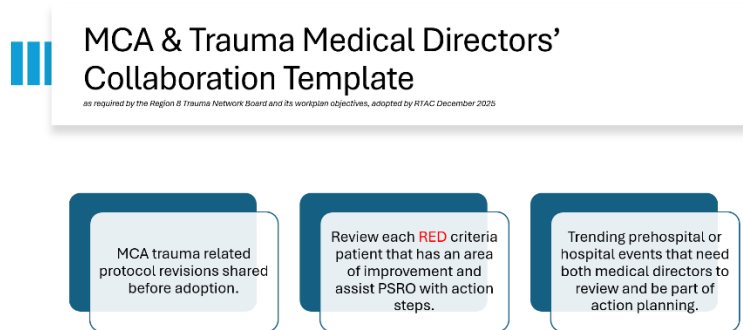 MCA & Trauma Medical Directors’
Collaboration Template
as required by the Region 8 Trauma Network Board and its workplan objectives, adopted by RTAC December 2025
MCA trauma related
protocol revisions shared
before adoption.
Review each RED criteria
patient that has an area
of improvement and
assist PSRO with action
steps.
Trending prehospital or
hospital events that need
both medical directors to
review and be part of
action planning.